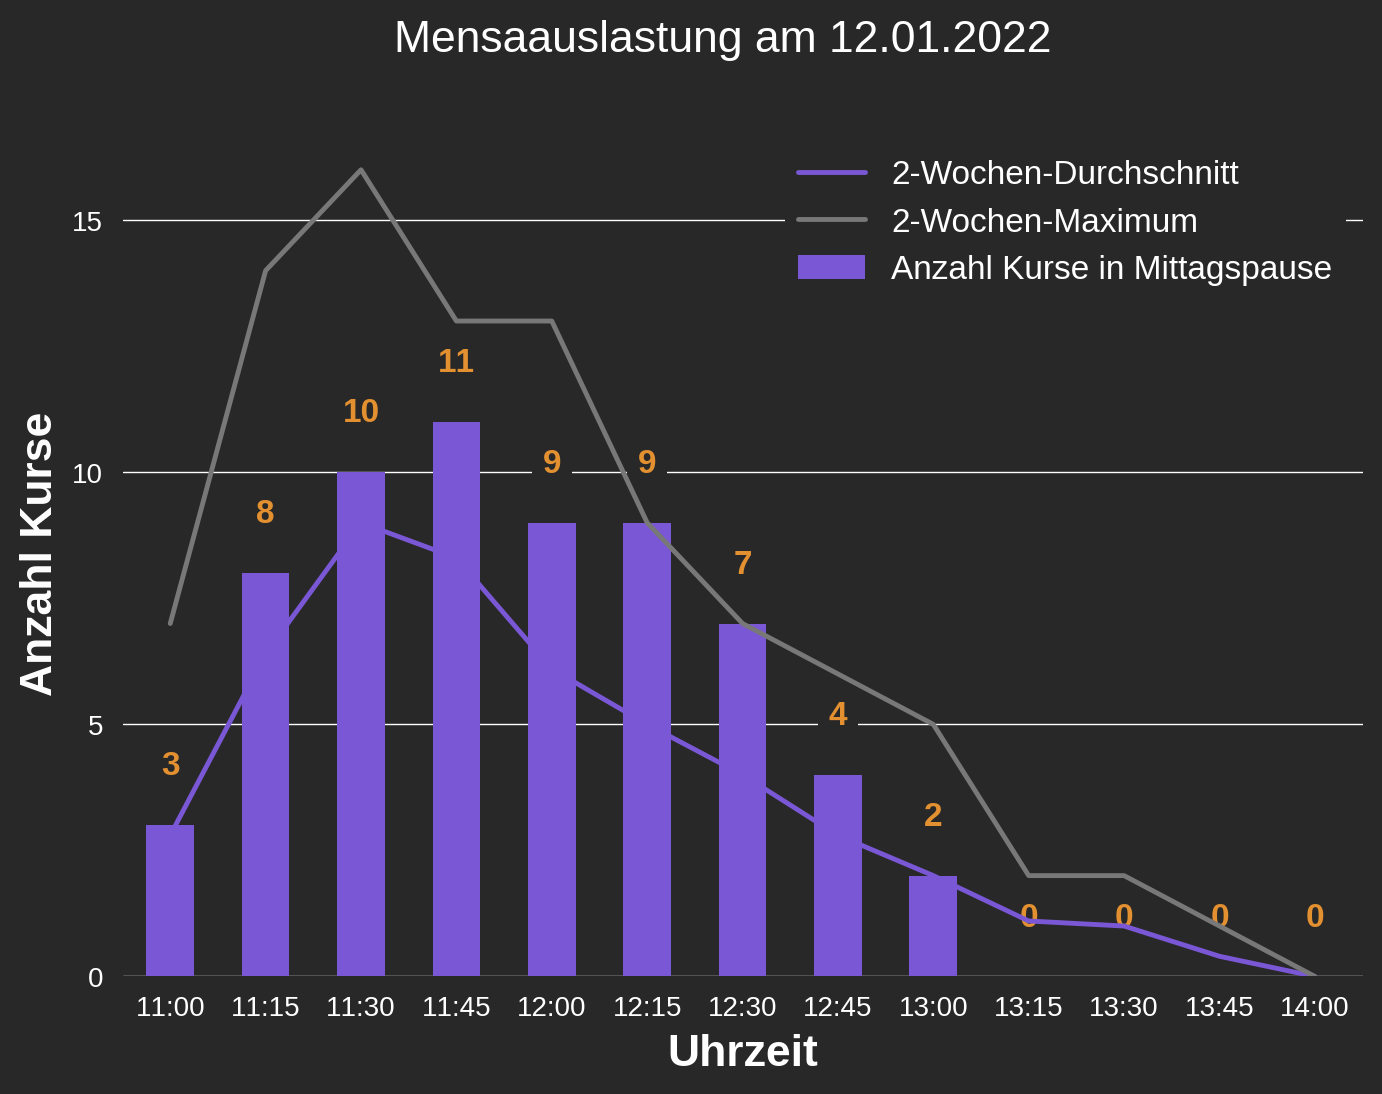 Mensaauslastung am 12.01.2022
2-Wochen-Durchschnitt
2-Wochen-Maximum
Anzahl Kurse in Mittagspause
Anzahl Kurse
15
10
5
0
3
8
10
11
9
9
7
4
2
0
0
0
0
11:00 11:15 11:30 11:45 12:00 12:15 12:30 12:45 13:00 13:15 13:30 13:45 14:00
Uhrzeit